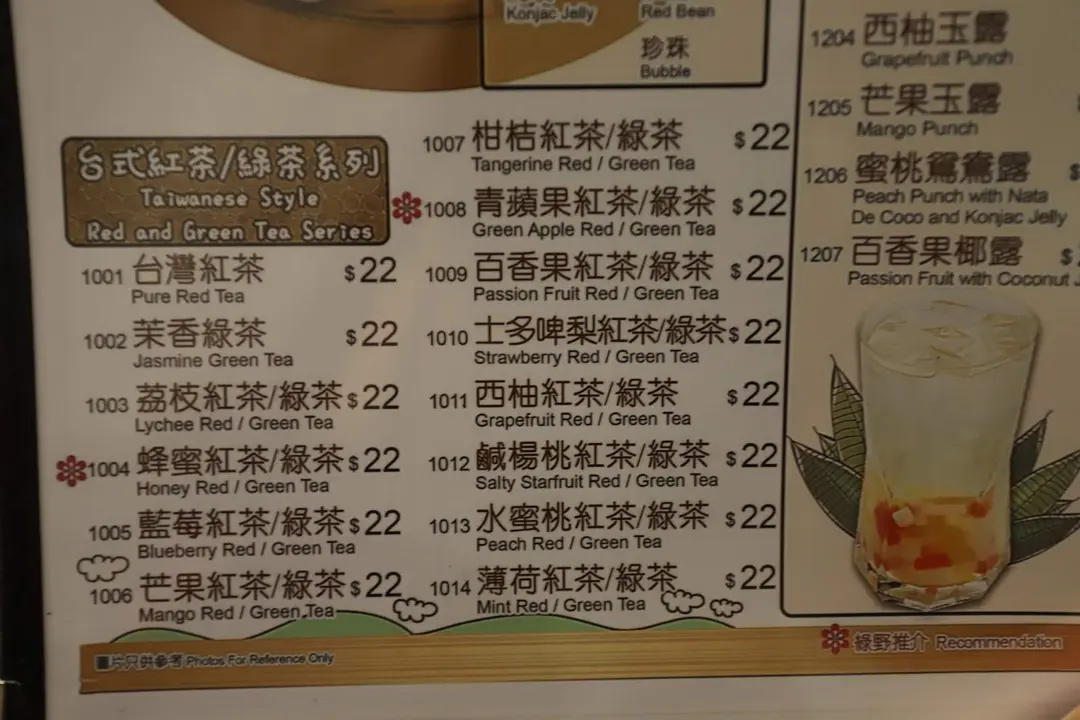 Konjac Jelly
Red Bean
珍珠
Bubble
台式紅茶/綠茶系列
Taiwanese Style
Red and Green Tea Series
1001 台灣紅茶 $22
Pure Red Tea
1002 茉香綠茶 $22
Jasmine Green Tea
1003 荔枝紅茶/綠茶 $22
Lychee Red / Green Tea
1004 蜂蜜紅茶/綠茶 $22
Honey Red / Green Tea
1005 藍莓紅茶/綠茶 $22
Blueberry Red / Green Tea
1006 芒果紅茶/綠茶 $22
Mango Red / Green Tea
1007 柑桔紅茶/綠茶 $22
Tangerine Red / Green Tea
1008 青蘋果紅茶/綠茶 $22
Green Apple Red / Green Tea
1009 百香果紅茶/綠茶 $22
Passion Fruit Red / Green Tea
1010 士多啤梨紅茶/綠茶 $22
Strawberry Red / Green Tea
1011 西柚紅茶/綠茶 $22
Grapefruit Red / Green Tea
1012 鹹楊桃紅茶/綠茶 $22
Salty Starfruit Red / Green Tea
1013 水蜜桃紅茶/綠茶 $22
Peach Red / Green Tea
1014 薄荷紅茶/綠茶 $22
Mint Red / Green Tea
1204 西柚玉露
Grapefruit Punch
1205 芒果玉露
Mango Punch
1206 蜜桃鴛鴦露 $
Peach Punch with Nata
De Coco and Konjac Jelly
1207 百香果椰露 $
Passion Fruit with Coconut
圖片只供參考 Photos For Reference Only
綠野推介 Recommendation